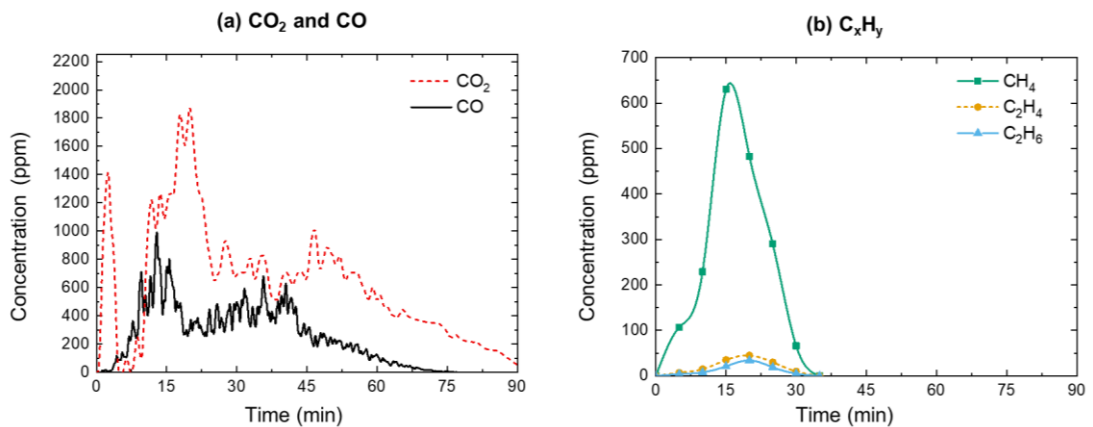 (a) CO₂ and CO
2200
2000
1800
1600
1400
1200
1000
800
600
400
200
0
0 15 30 45 60 75 90
Concentration (ppm)
Time (min)
CO₂
CO
(b) CₓHᵧ
700
600
500
400
300
200
100
0
0 15 30 45 60 75 90
Concentration (ppm)
Time (min)
CH₄
C₂H₄
C₂H₆